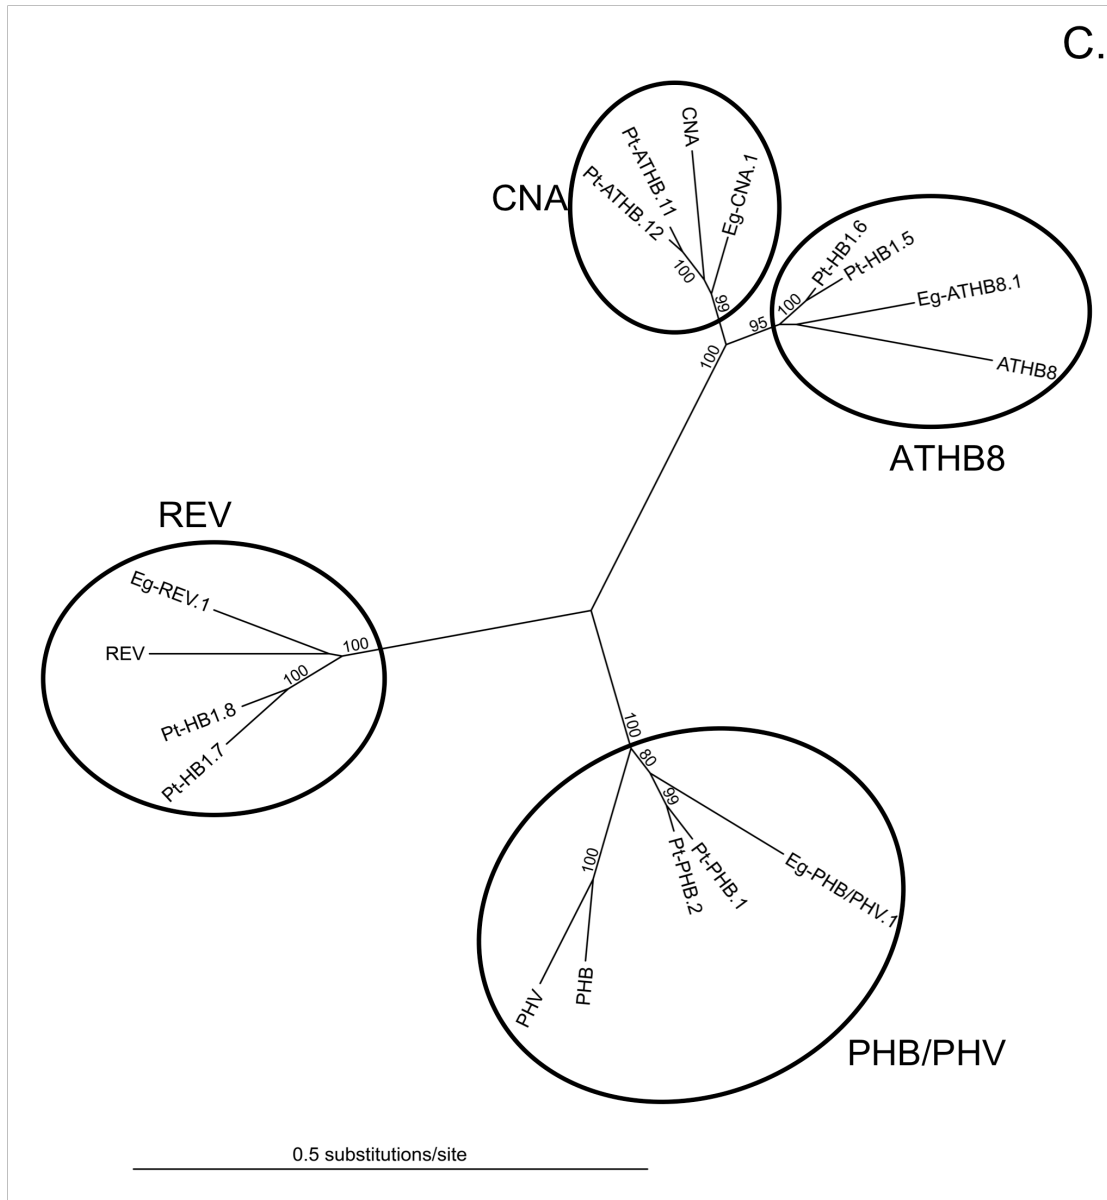 C.
CNA
Pt-ATHB.12
Pt-ATHB.11
CNA
Eg-CNA.1
100
99
100
95
100
Pt-HB1.6
Pt-HB1.5
Eg-ATHB8.1
ATHB8
ATHB8
REV
Eg-REV.1
REV
Pt-HB1.8
Pt-HB1.7
100
100
100
80
99
100
Pt-PHB.1
Pt-PHB.2
Eg-PHB/PHV.1
PHV
PHB
PHB/PHV
0.5 substitutions/site